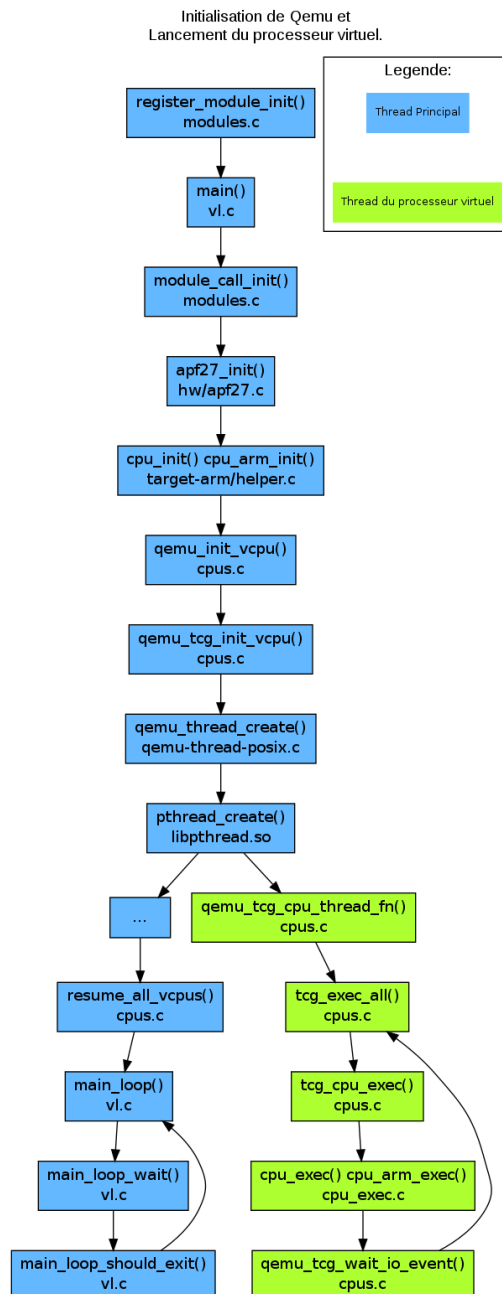 Initialisation de Qemu et
Lancement du processeur virtuel.
Legende:
Thread Principal
Thread du processeur virtuel
register_module_init()
modules.c
main()
vl.c
module_call_init()
modules.c
apf27_init()
hw/apf27.c
cpu_init() cpu_arm_init()
target-arm/helper.c
qemu_init_vcpu()
cpus.c
qemu_tcg_init_vcpu()
cpus.c
qemu_thread_create()
qemu-thread-posix.c
pthread_create()
libpthread.so
...
resume_all_vcpus()
cpus.c
main_loop()
vl.c
main_loop_wait()
vl.c
main_loop_should_exit()
vl.c
qemu_tcg_cpu_thread_fn()
cpus.c
tcg_exec_all()
cpus.c
tcg_cpu_exec()
cpus.c
cpu_exec() cpu_arm_exec()
cpu_exec.c
qemu_tcg_wait_io_event()
cpus.c